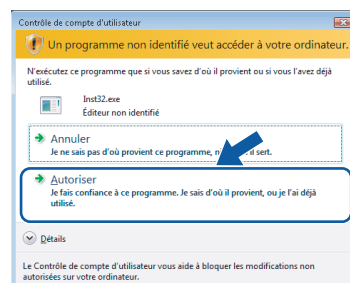 Contrôle de compte d'utilisateur
Un programme non identifié veut accéder à votre ordinateur.
N'exécutez ce programme que si vous savez d'où il provient ou si vous l'avez déjà
utilisé.
Inst32.exe
Éditeur non identifié
Annuler
Je ne sais pas d'où provient ce programme, il sert.
Autoriser
Je fais confiance à ce programme. Je sais d'où il provient, ou je l'ai déjà
utilisé.
Détails
Le Contrôle de compte d'utilisateur vous aide à bloquer les modifications non
autorisées sur votre ordinateur.